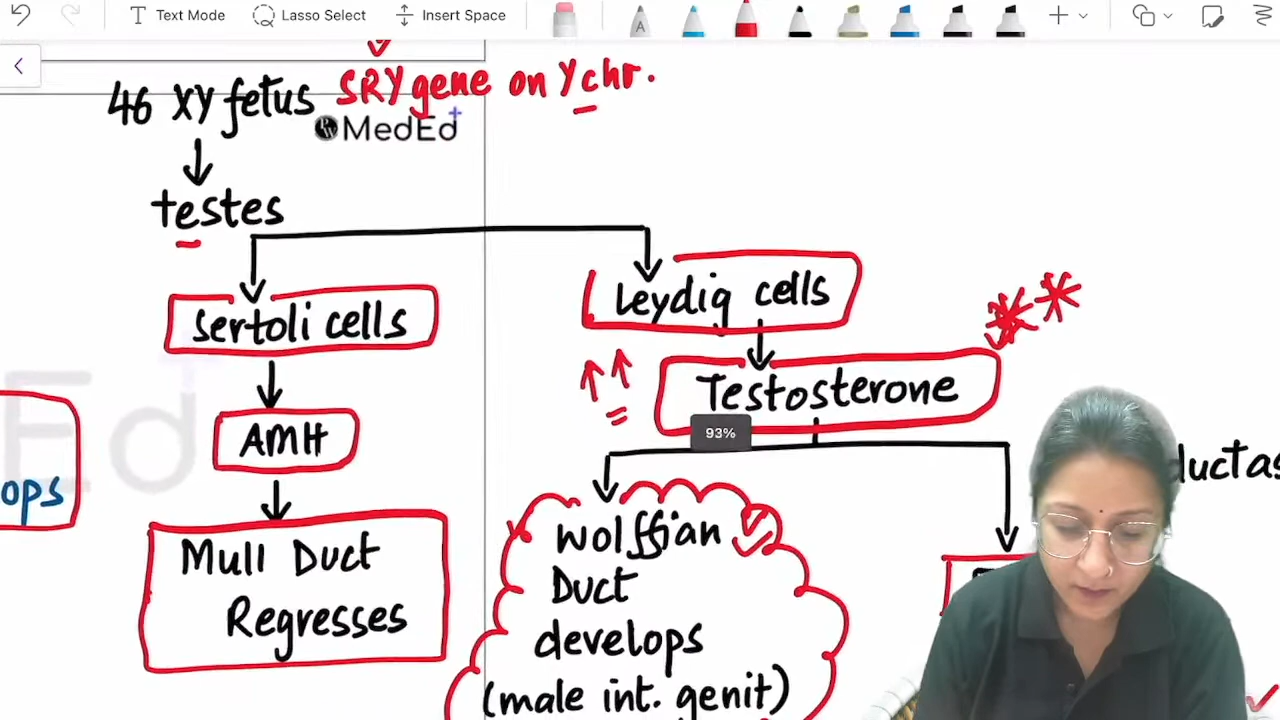 Text Mode
Lasso Select
Insert Space
A
46 XY fetus
SRY gene on Y chr.
MedEd
testes
Sertoli cells
Leydig cells
AMH
Testosterone
93%
Mull Duct
Regresses
Wolffian
Duct
develops
(male int. genit)
Ed
ops
ductas